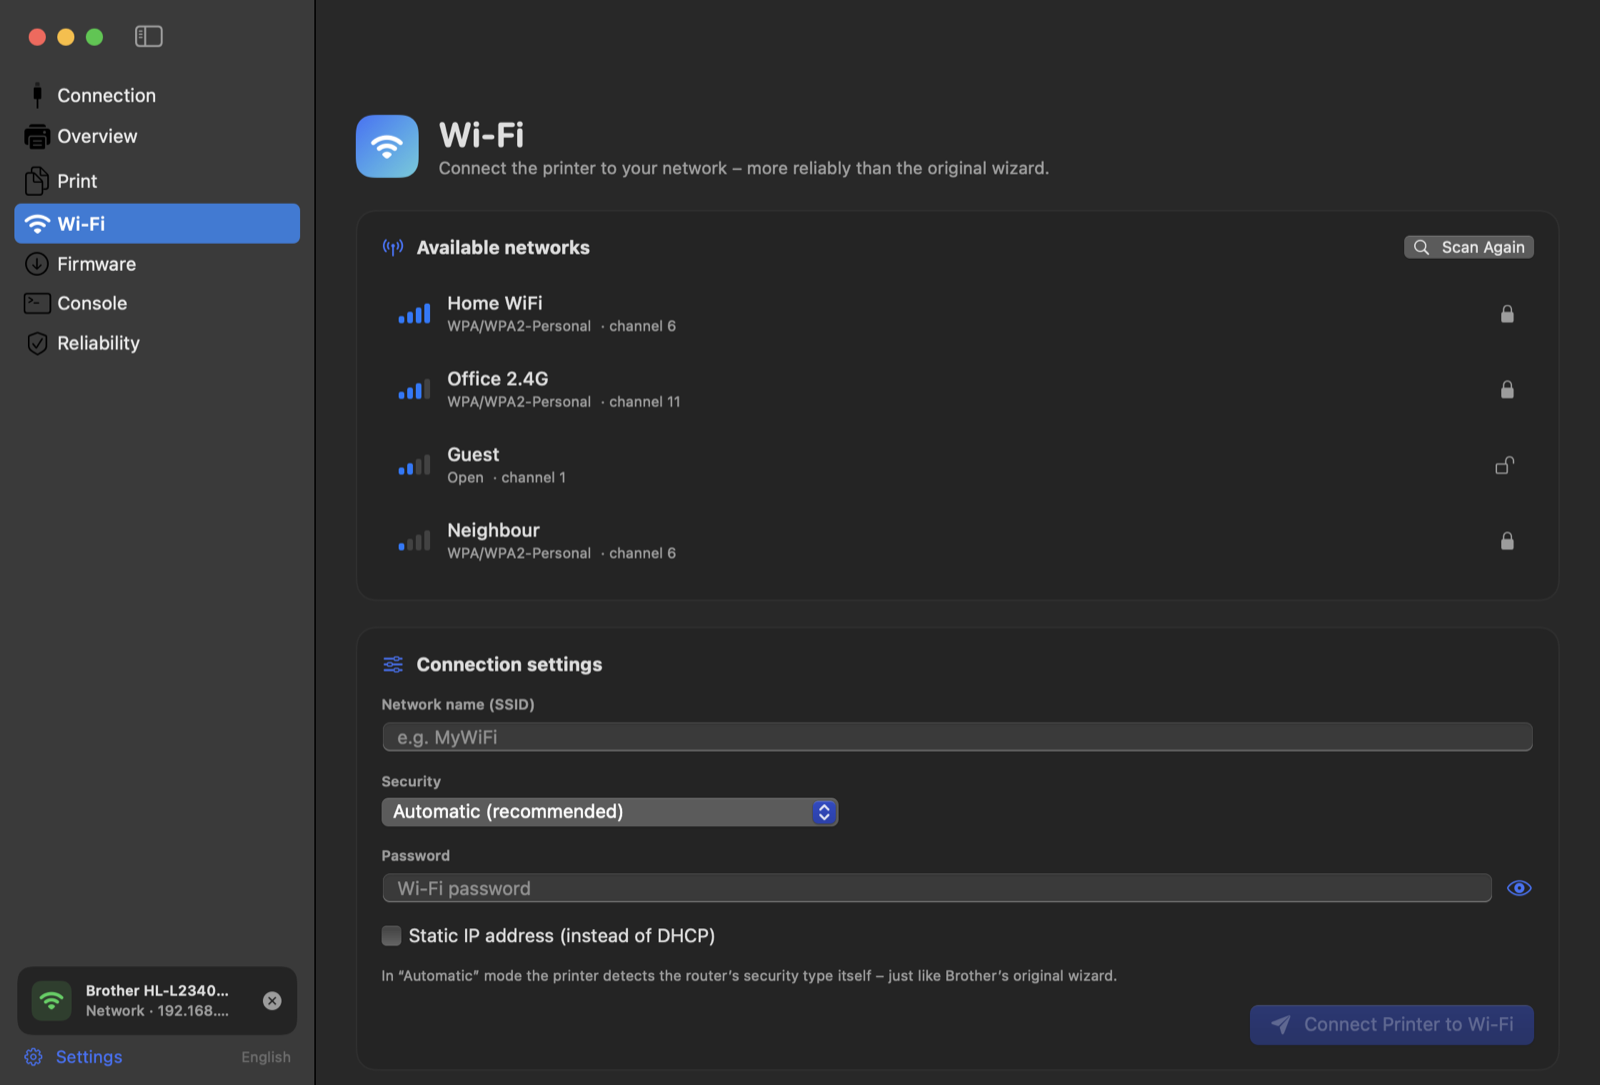 Connection
Overview
Print
Wi-Fi
Firmware
Console
Reliability
Brother HL-L2340...
Network · 192.168....
Settings
English
Wi-Fi
Connect the printer to your network – more reliably than the original wizard.
Available networks
Scan Again
Home WiFi
WPA/WPA2-Personal · channel 6
Office 2.4G
WPA/WPA2-Personal · channel 11
Guest
Open · channel 1
Neighbour
WPA/WPA2-Personal · channel 6
Connection settings
Network name (SSID)
e.g. MyWiFi
Security
Automatic (recommended)
Password
Wi-Fi password
Static IP address (instead of DHCP)
In “Automatic” mode the printer detects the router’s security type itself – just like Brother’s original wizard.
Connect Printer to Wi-Fi